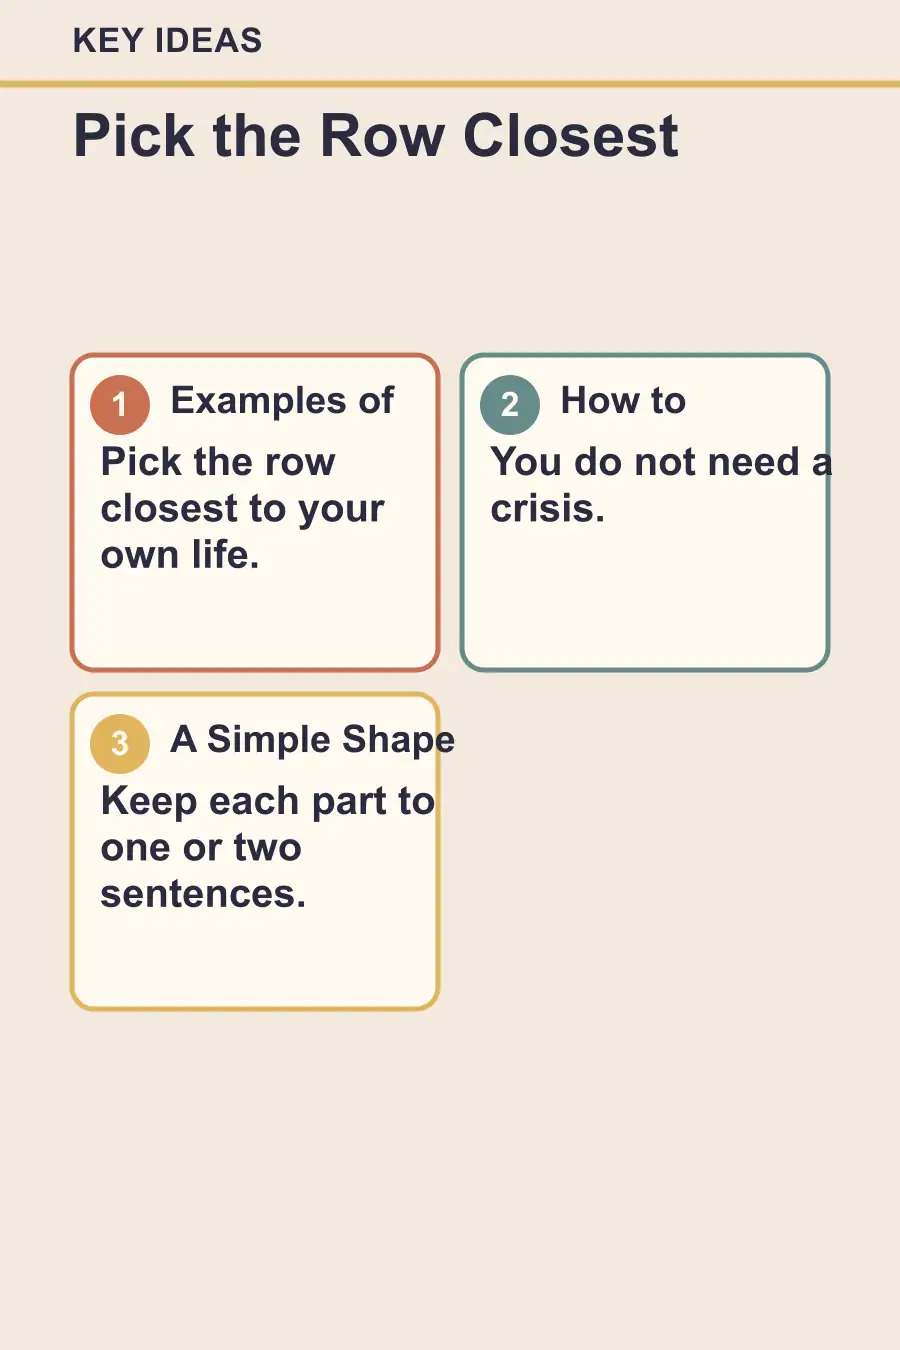 KEY IDEAS
Pick the Row Closest
1
Examples of
Pick the row
closest to your
own life.
2
How to
You do not need a
crisis.
3
A Simple Shape
Keep each part to
one or two
sentences.